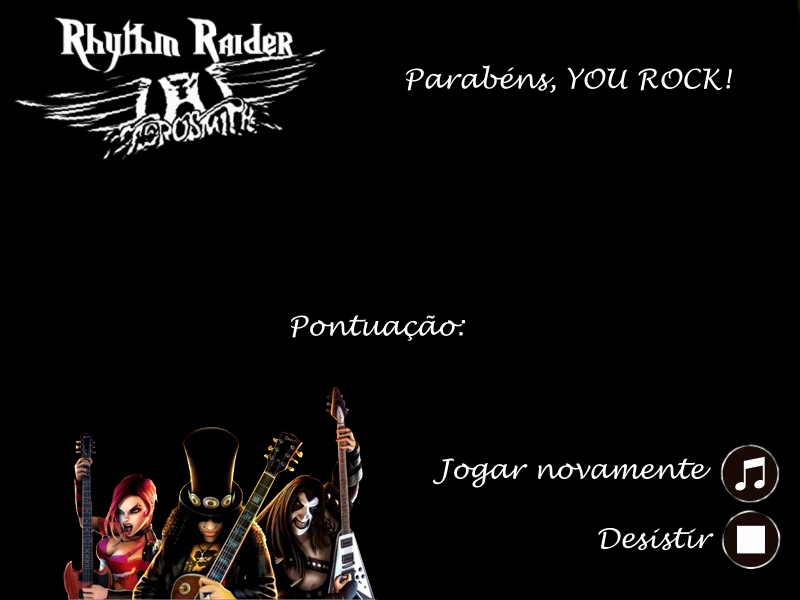 Rhythm Raider
AEROSMITH
Parabéns, YOU ROCK!
Pontuação:
Jogar novamente
Desistir